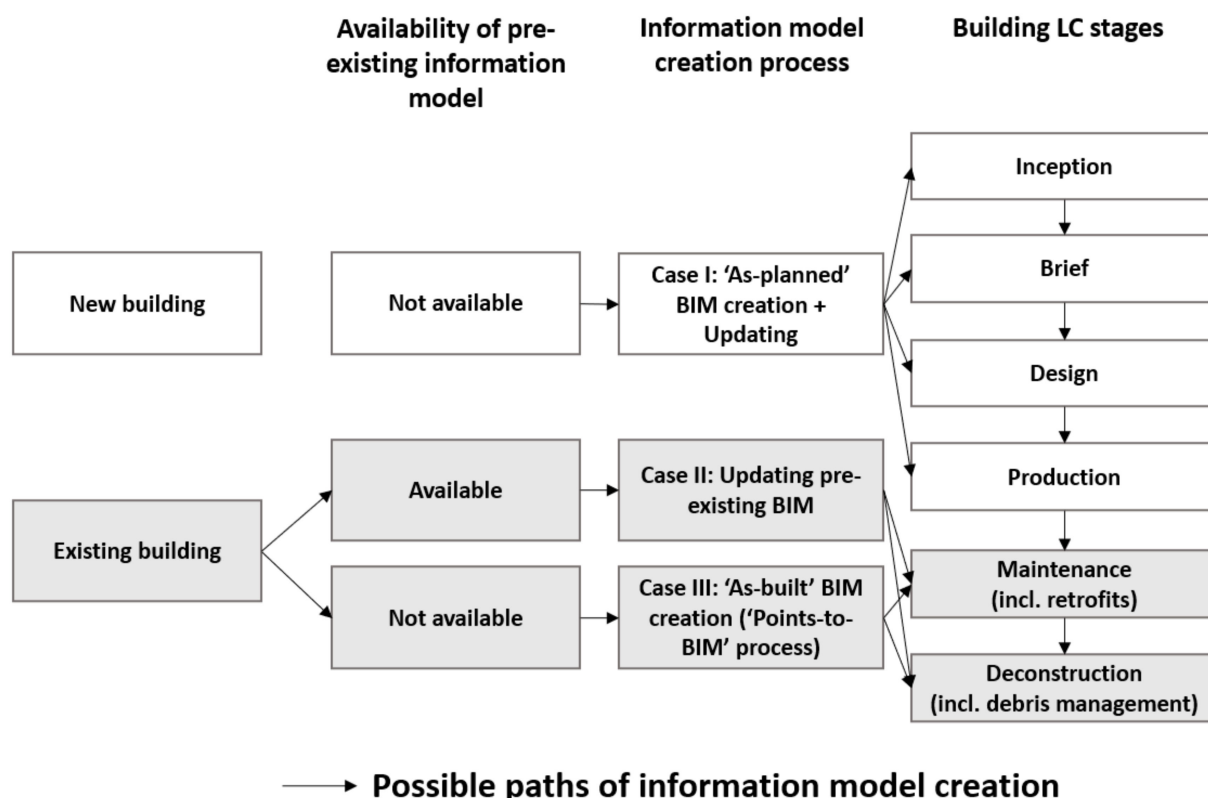 Availability of pre-
existing information
model
Information model
creation process
Building LC stages
New building
Not available
Case I: ‘As-planned’
BIM creation +
Updating
Inception
Brief
Design
Production
Existing building
Available
Case II: Updating pre-
existing BIM
Not available
Case III: ‘As-built’ BIM
creation (‘Points-to-
BIM’ process)
Maintenance
(incl. retrofits)
Deconstruction
(incl. debris management)
Possible paths of information model creation